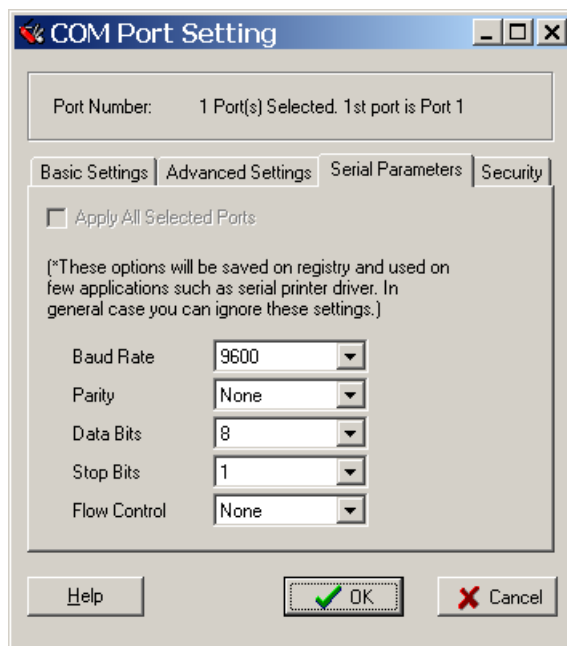 COM Port Setting
Port Number: 1 Port(s) Selected. 1st port is Port 1
Basic Settings Advanced Settings Serial Parameters Security
Apply All Selected Ports
(*These options will be saved on registry and used on
few applications such as serial printer driver. In
general case you can ignore these settings.)
Baud Rate 9600
Parity None
Data Bits 8
Stop Bits 1
Flow Control None
Help OK Cancel